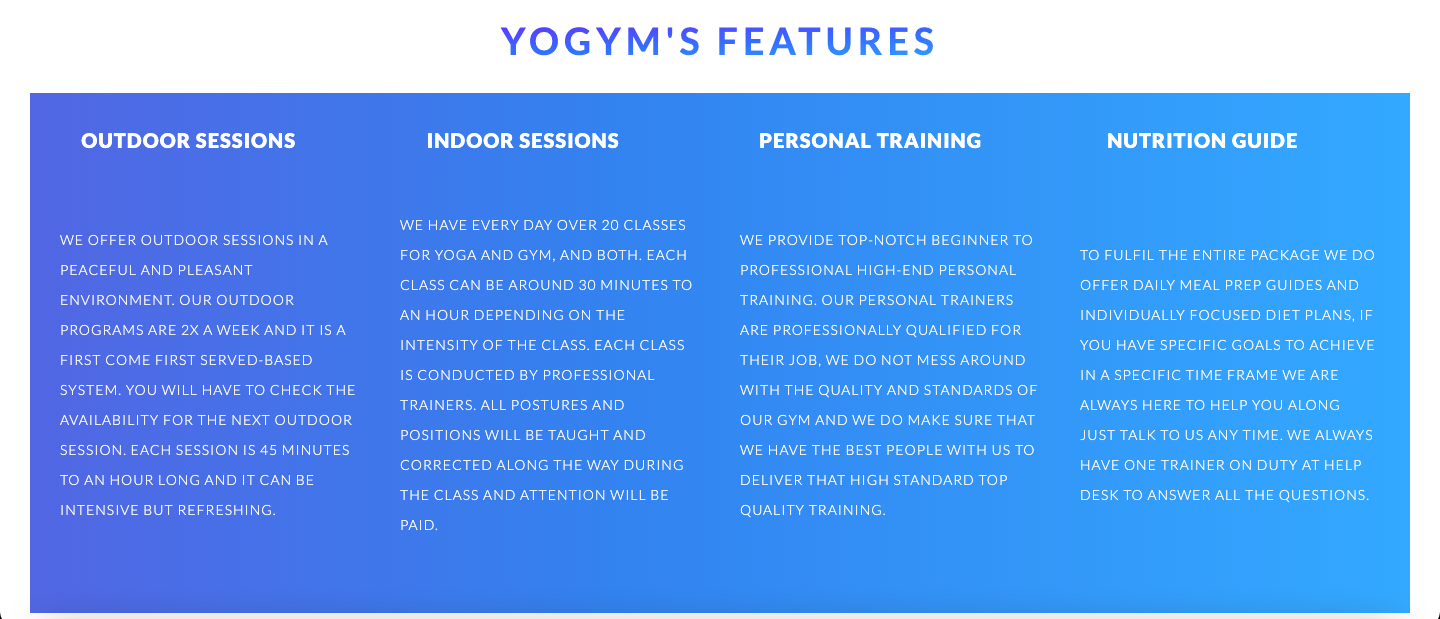 YOGYM'S FEATURES
OUTDOOR SESSIONS
WE OFFER OUTDOOR SESSIONS IN A
PEACEFUL AND PLEASANT
ENVIRONMENT. OUR OUTDOOR
PROGRAMS ARE 2X A WEEK AND IT IS A
FIRST COME FIRST SERVED-BASED
SYSTEM. YOU WILL HAVE TO CHECK THE
AVAILABILITY FOR THE NEXT OUTDOOR
SESSION. EACH SESSION IS 45 MINUTES
TO AN HOUR LONG AND IT CAN BE
INTENSIVE BUT REFRESHING.
INDOOR SESSIONS
WE HAVE EVERY DAY OVER 20 CLASSES
FOR YOGA AND GYM, AND BOTH. EACH
CLASS CAN BE AROUND 30 MINUTES TO
AN HOUR DEPENDING ON THE
INTENSITY OF THE CLASS. EACH CLASS
IS CONDUCTED BY PROFESSIONAL
TRAINERS. ALL POSTURES AND
POSITIONS WILL BE TAUGHT AND
CORRECTED ALONG THE WAY DURING
THE CLASS AND ATTENTION WILL BE
PAID.
PERSONAL TRAINING
WE PROVIDE TOP-NOTCH BEGINNER TO
PROFESSIONAL HIGH-END PERSONAL
TRAINING. OUR PERSONAL TRAINERS
ARE PROFESSIONALLY QUALIFIED FOR
THEIR JOB, WE DO NOT MESS AROUND
WITH THE QUALITY AND STANDARDS OF
OUR GYM AND WE DO MAKE SURE THAT
WE HAVE THE BEST PEOPLE WITH US TO
DELIVER THAT HIGH STANDARD TOP
QUALITY TRAINING.
NUTRITION GUIDE
TO FULFIL THE ENTIRE PACKAGE WE DO
OFFER DAILY MEAL PREP GUIDES AND
INDIVIDUALLY FOCUSED DIET PLANS, IF
YOU HAVE SPECIFIC GOALS TO ACHIEVE
IN A SPECIFIC TIME FRAME WE ARE
ALWAYS HERE TO HELP YOU ALONG
JUST TALK TO US ANY TIME. WE ALWAYS
HAVE ONE TRAINER ON DUTY AT HELP
DESK TO ANSWER ALL THE QUESTIONS.